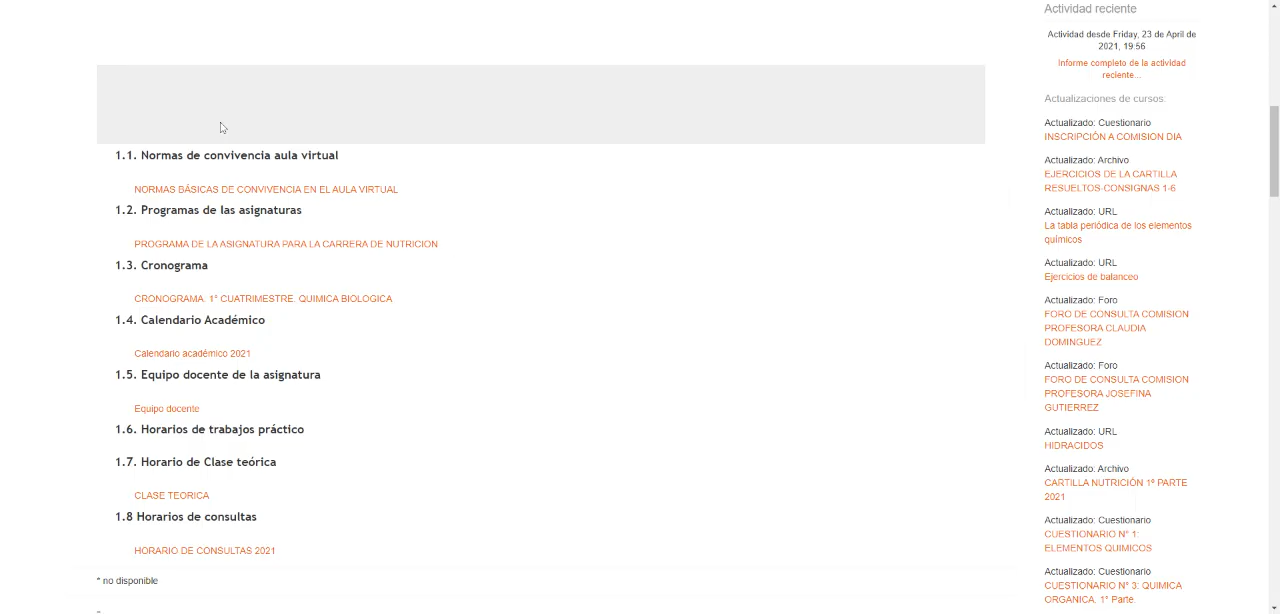 1.1. Normas de convivencia aula virtual
NORMAS BÁSICAS DE CONVIVENCIA EN EL AULA VIRTUAL
1.2. Programas de las asignaturas
PROGRAMA DE LA ASIGNATURA PARA LA CARRERA DE NUTRICION
1.3. Cronograma
CRONOGRAMA. 1° CUATRIMESTRE. QUIMICA BIOLOGICA
1.4. Calendario Académico
Calendario académico 2021
1.5. Equipo docente de la asignatura
Equipo docente
1.6. Horarios de trabajos práctico
1.7. Horario de Clase teórica
CLASE TEORICA
1.8 Horarios de consultas
HORARIO DE CONSULTAS 2021
* no disponible
Actividad reciente
Actividad desde Friday, 23 de April de
2021, 19:56
Informe completo de la actividad
reciente...
Actualizaciones de cursos:
Actualizado: Cuestionario
INSCRIPCIÓN A COMISION DIA
Actualizado: Archivo
EJERCICIOS DE LA CARTILLA
RESUELTOS-CONSIGNAS 1-6
Actualizado: URL
La tabla periódica de los elementos
químicos
Actualizado: URL
Ejercicios de balanceo
Actualizado: Foro
FORO DE CONSULTA COMISION
PROFESORA CLAUDIA
DOMINGUEZ
Actualizado: Foro
FORO DE CONSULTA COMISION
PROFESORA JOSEFINA
GUTIERREZ
Actualizado: URL
HIDRACIDOS
Actualizado: Archivo
CARTILLA NUTRICIÓN 1º PARTE
2021
Actualizado: Cuestionario
CUESTIONARIO N° 1:
ELEMENTOS QUIMICOS
Actualizado: Cuestionario
CUESTIONARIO N° 3: QUIMICA
ORGANICA. 1° Parte.